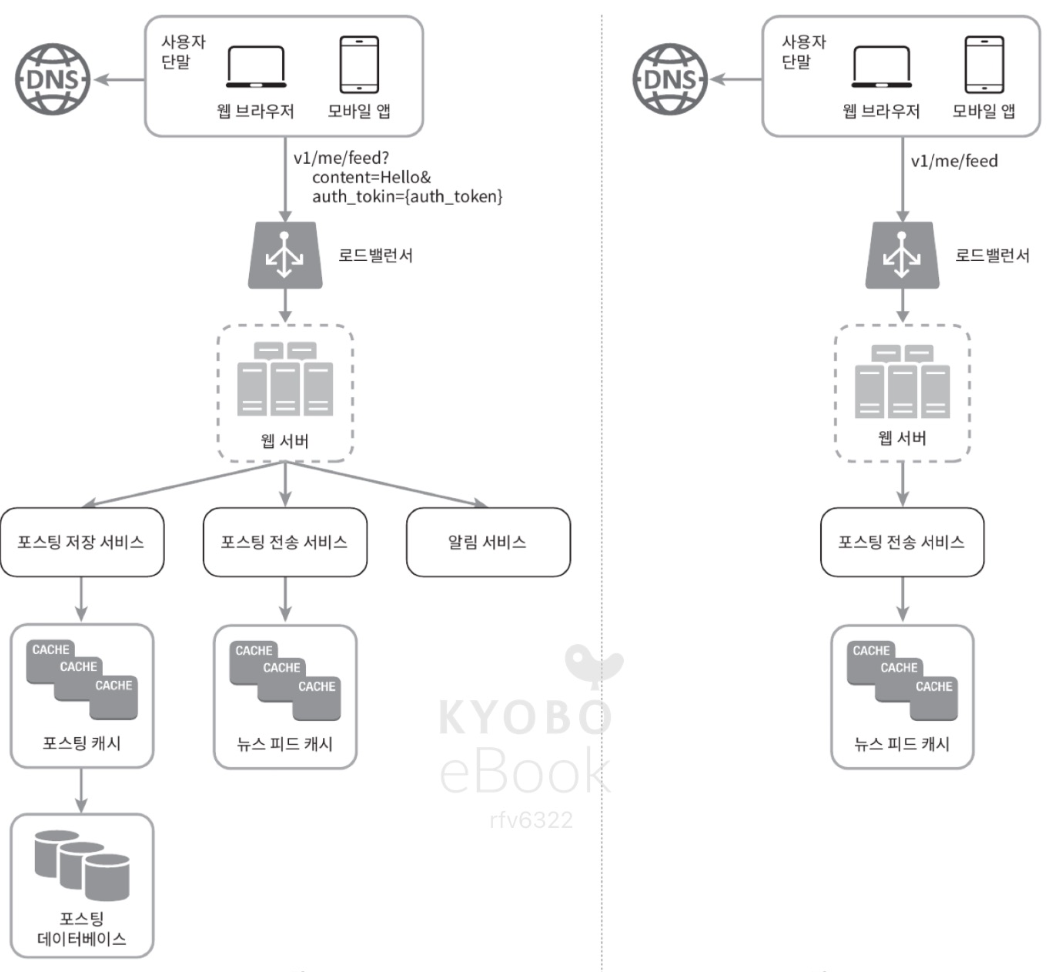 DNS
사용자
단말
웹 브라우저
모바일 앱
v1/me/feed?
content=Hello&
auth_tokin={auth_token}
로드밸런서
웹 서버
포스팅 저장 서비스
포스팅 전송 서비스
알림 서비스
CACHE
CACHE
CACHE
포스팅 캐시
CACHE
CACHE
CACHE
뉴스 피드 캐시
포스팅
데이터베이스
DNS
사용자
단말
웹 브라우저
모바일 앱
v1/me/feed
로드밸런서
웹 서버
포스팅 전송 서비스
CACHE
CACHE
CACHE
뉴스 피드 캐시
KYOBO
eBook
rfv6322